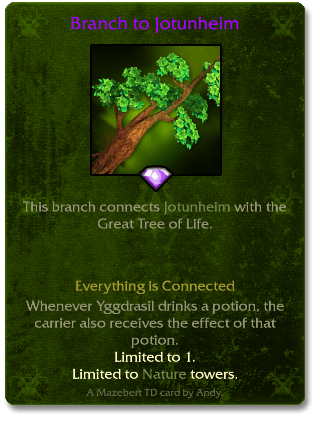 Branch to Jotunheim
This branch connects Jotunheim with the
Great Tree of Life.
Everything is Connected
Whenever Yggdrasil drinks a potion, the
carrier also receives the effect of that
potion.
Limited to 1.
Limited to Nature towers.
A Mazebert TD card by Andy.